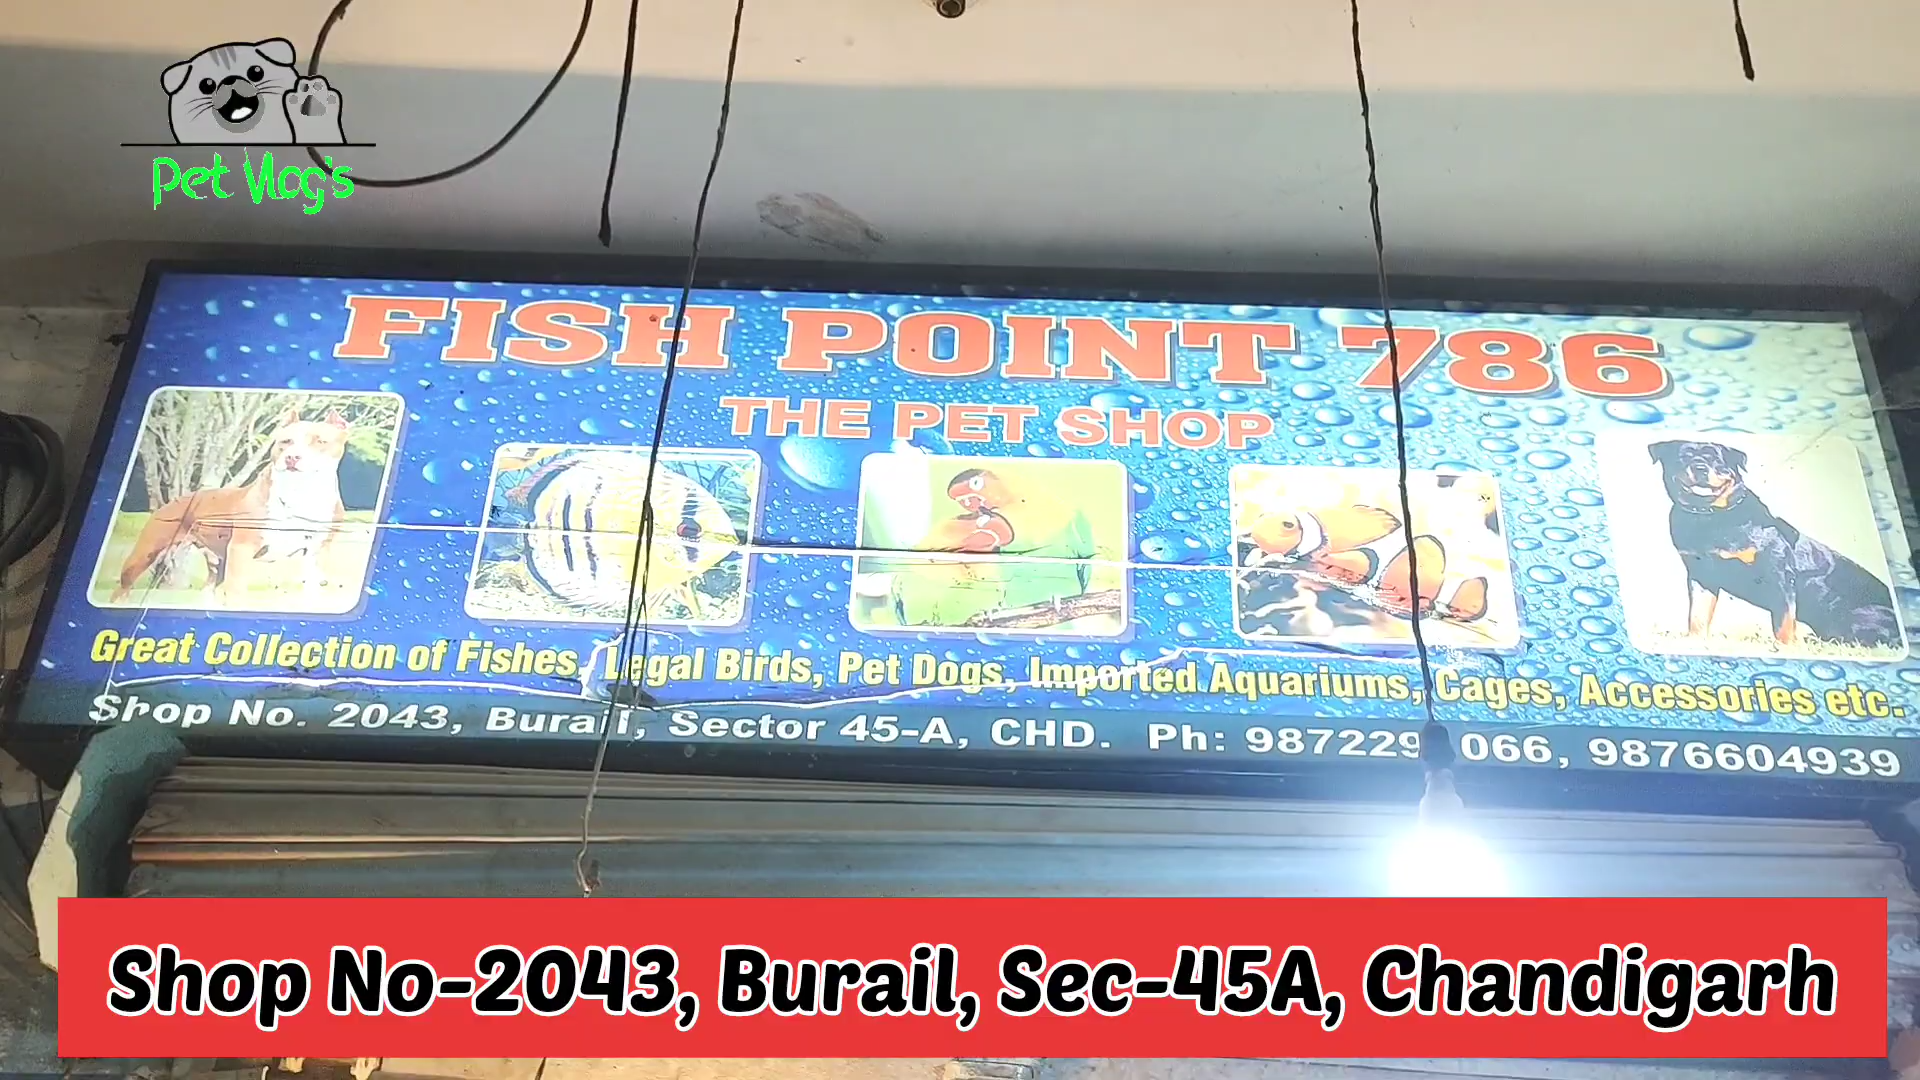 Pet Vlog's
FISH POINT 786
THE PET SHOP
Great Collection of Fishes, Legal Birds, Pet Dogs, Imported Aquariums, Cages, Accessories etc.
Shop No. 2043, Burail, Sector 45-A, CHD. Ph: 9876604939
Shop No-2043, Burail, Sec-45A, Chandigarh